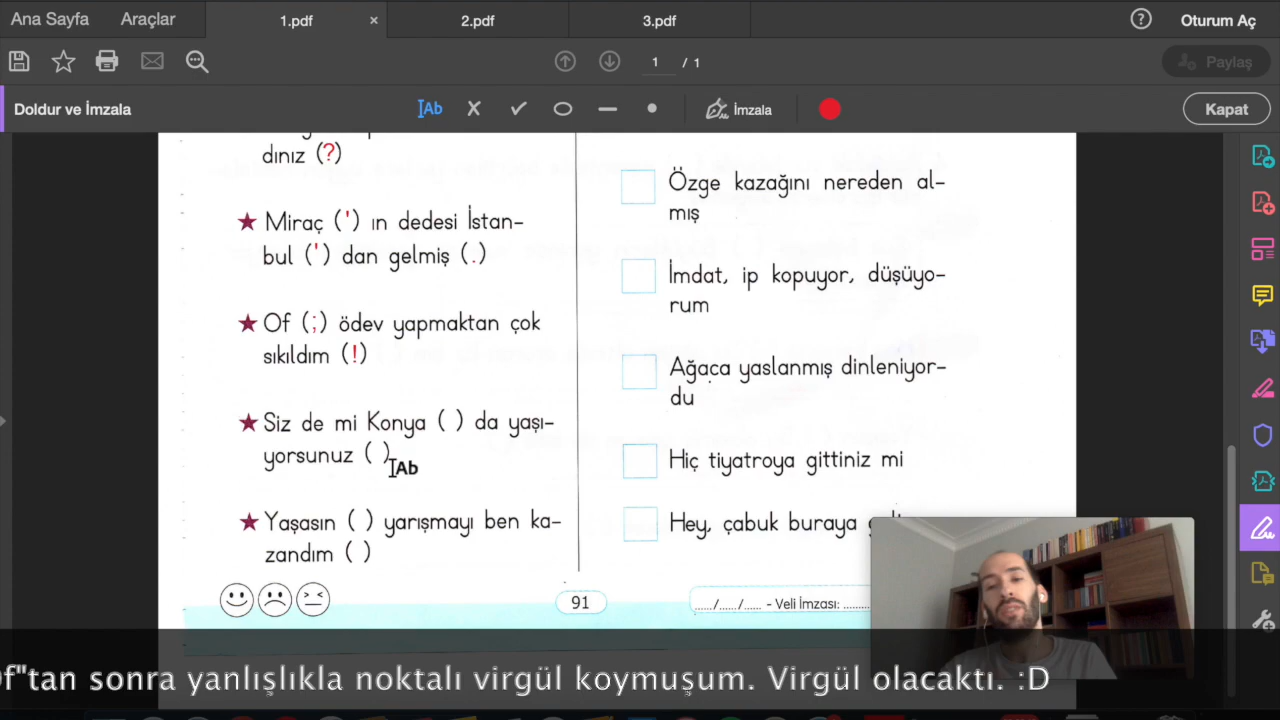 Ana Sayfa
Araçlar
1.pdf
×
2.pdf
3.pdf
?
Oturum Aç
1 / 1
Paylaş
Doldur ve İmzala
Ab
İmzala
Kapat
dınız (?)
★ Miraç (') ın dedesi İstan-
bul (') dan gelmiş (.)
★ Of (;) ödev yapmaktan çok
sıkıldım (!)
★ Siz de mi Konya ( ) da yaşı-
yorsunuz ( )
Ab
★ Yaşasın ( ) yarışmayı ben ka-
zandım ( )
Özge kazağını nereden al-
mış
İmdat, ip kopuyor, düşüyo-
rum
Ağaca yaslanmış dinleniyor-
du
Hiç tiyatroya gittiniz mi
Hey, çabuk buraya
91
...../...../..... - Veli İmzası: ........
f"tan sonra yanlışlıkla noktalı virgül koymuşum. Virgül olacaktı. :D